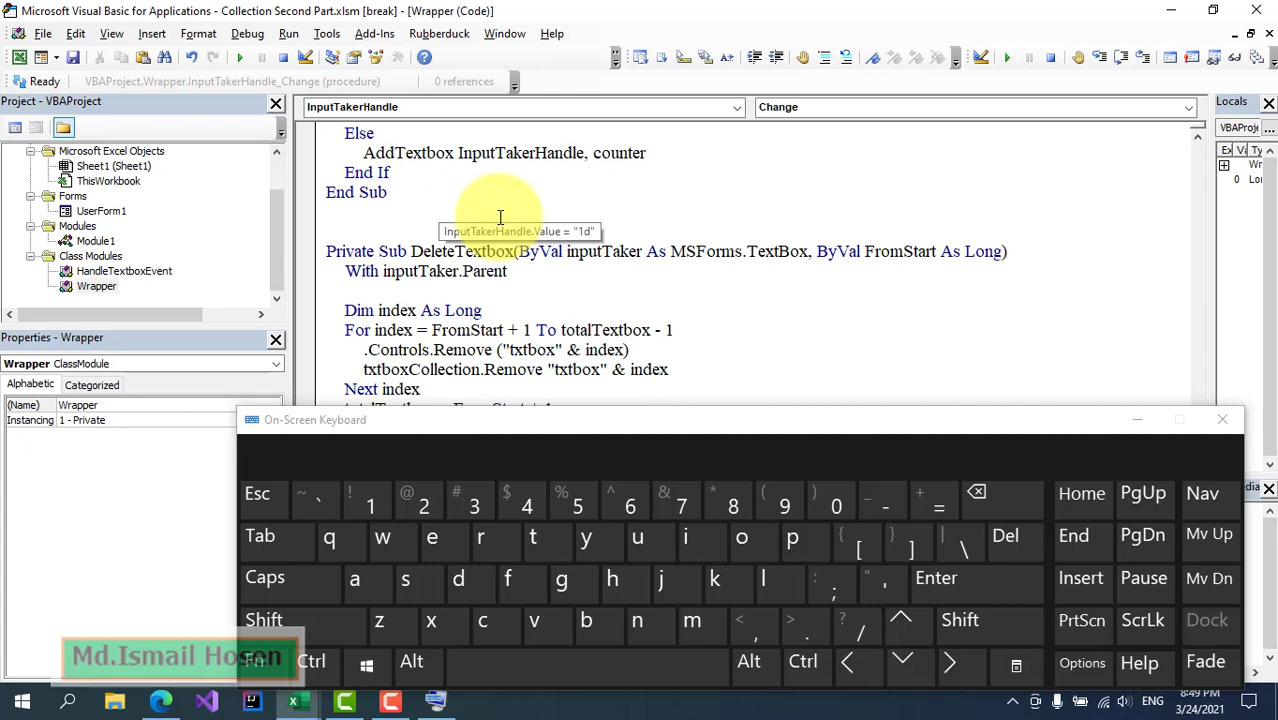 Microsoft Visual Basic for Applications - Collection Second Part.xlsm [break] - [Wrapper (Code)]
File Edit View Insert Format Debug Run Tools Add-Ins Rubberduck Window Help
Ready VBAProject.Wrapper.InputTakerHandle_Change (procedure) 0 references
Project - VBAProject
InputTakerHandle
Change
Locals
VBAProje
Microsoft Excel Objects
Sheet1 (Sheet1)
ThisWorkbook
Forms
UserForm1
Modules
Module1
Class Modules
HandleTextboxEvent
Wrapper
Properties - Wrapper
Wrapper ClassModule
Alphabetic Categorized
(Name) Wrapper
Instancing 1 - Private
Else
AddTextbox InputTakerHandle, counter
End If
End Sub
InputTakerHandle.Value = "1d"
Private Sub DeleteTextbox(ByVal inputTaker As MSForms.TextBox, ByVal FromStart As Long)
With inputTaker.Parent
Dim index As Long
For index = FromStart + 1 To totalTextbox - 1
.Controls.Remove ("txtbox" & index)
txtboxCollection.Remove "txtbox" & index
Next index
On-Screen Keyboard
Esc ~ ` ! 1 @ 2 # 3 $ 4 % 5 ^ 6 & 7 * 8 ( 9 ) 0 _ - + = Home PgUp Nav
Tab q w e r t y u i o p { [ } ] | \ Del End PgDn Mv Up
Caps a s d f g h j k l : ; " ' Enter Insert Pause Mv Dn
Shift z x c v b n m < , > . ? / Shift PrtScn ScrLk Dock
Fn Ctrl Alt Alt Ctrl Options Help Fade
Md.Ismail Hosen
ENG
8:49 PM
3/24/2021